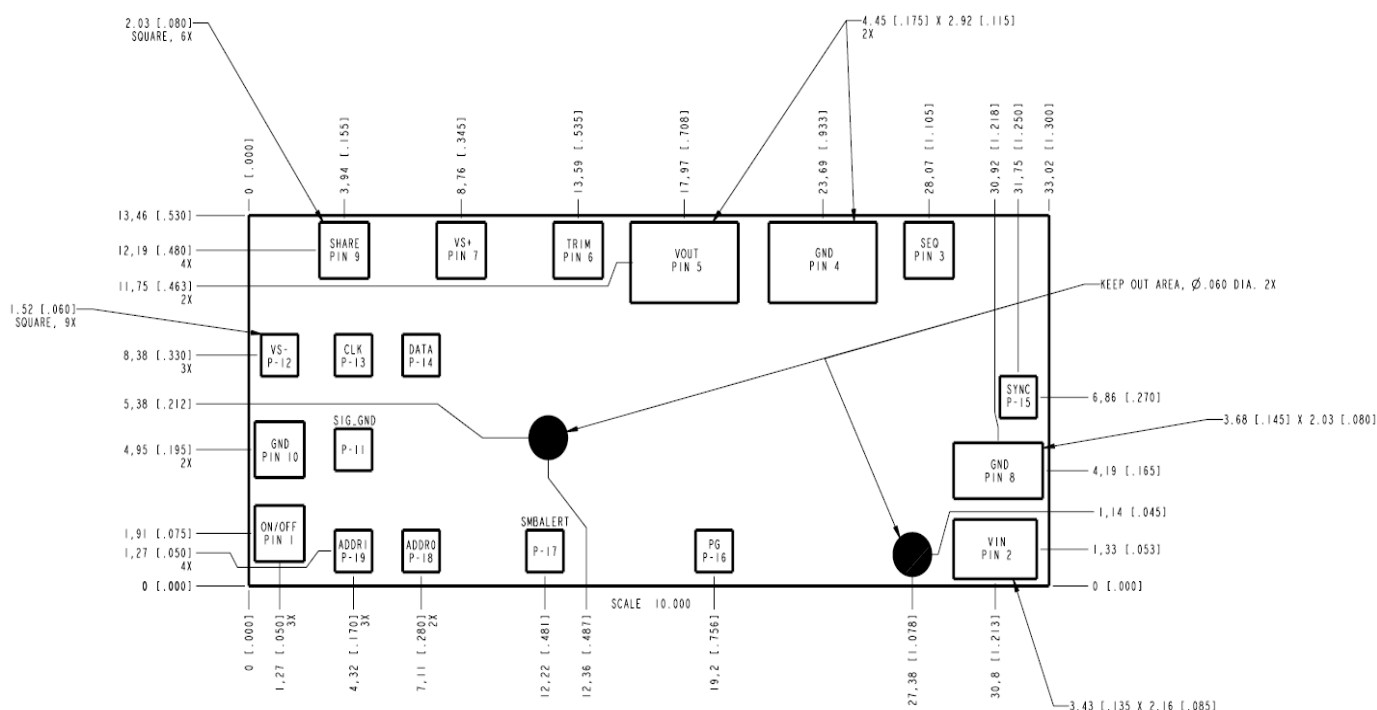 2.03 [.080]
SQUARE, 6X
4.45 [.175] X 2.92 [.115]
2X
0 [.000]
3,94 [.155]
8,76 [.345]
13,59 [.535]
17,97 [.708]
23,69 [.933]
28,07 [1.105]
30,92 [1.218]
31,75 [1.250]
33,02 [1.300]
13,46 [.530]
12,19 [.480]
4X
11,75 [.463]
2X
SHARE
PIN 9
VS+
PIN 7
TRIM
PIN 6
VOUT
PIN 5
GND
PIN 4
SEQ
PIN 3
KEEP OUT AREA, Ø.060 DIA. 2X
1.52 [.060]
SQUARE, 9X
8,38 [.330]
3X
VS-
P-12
CLK
P-13
DATA
P-14
5,38 [.212]
SYNC
P-15
6,86 [.270]
3.68 [.145] X 2.03 [.080]
4,95 [.195]
2X
GND
PIN 10
SIG_GND
P-11
GND
PIN 8
4,19 [.165]
1,14 [.045]
1,91 [.075]
1,27 [.050]
4X
ON/OFF
PIN 1
ADDR1
P-19
ADDR0
P-18
SMBALERT
P-17
PG
P-16
VIN
PIN 2
1,33 [.053]
0 [.000]
0 [.000]
SCALE 10.000
0 [.000]
1,27 [.050]
3X
4,32 [.170]
3X
7,11 [.280]
2X
12,22 [.481]
12,36 [.487]
19,2 [.756]
27,38 [1.078]
30,8 [1.213]
3.43 [.135 X 2.16 [.085]